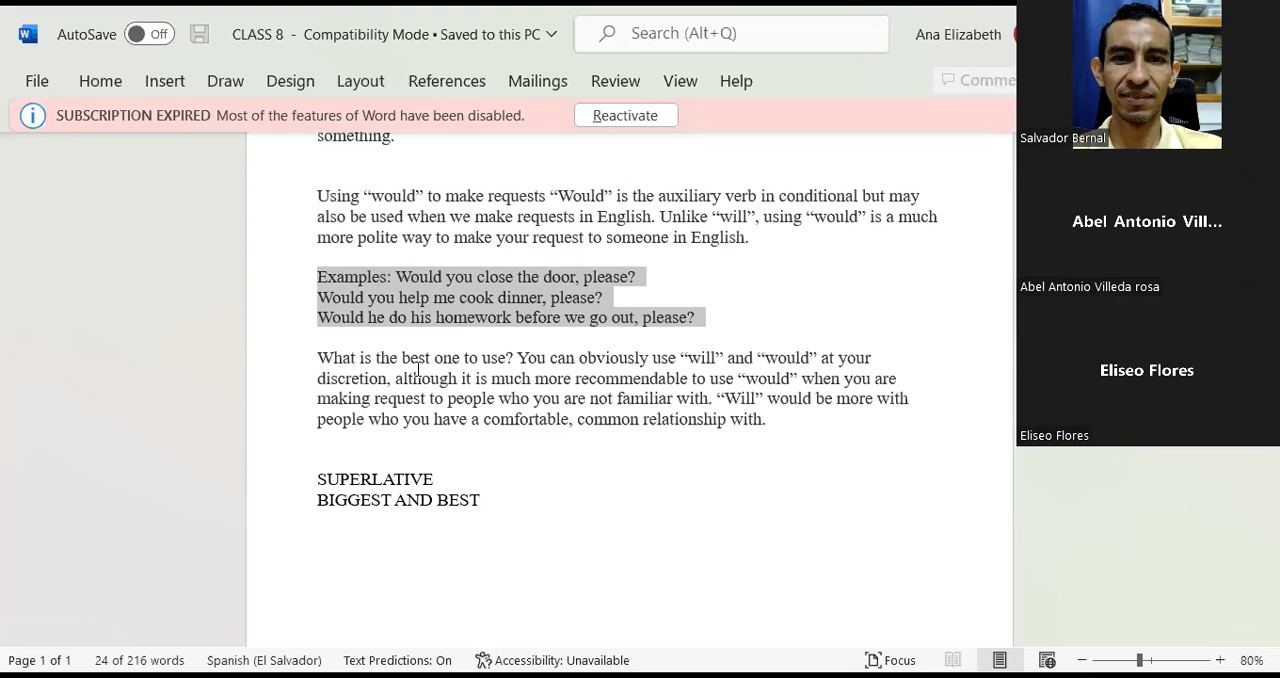 AutoSave Off CLASS 8 - Compatibility Mode • Saved to this PC Search (Alt+Q) Ana Elizabeth
File Home Insert Draw Design Layout References Mailings Review View Help Comme
SUBSCRIPTION EXPIRED Most of the features of Word have been disabled. Reactivate
something.
Using “would” to make requests “Would” is the auxiliary verb in conditional but may
also be used when we make requests in English. Unlike “will”, using “would” is a much
more polite way to make your request to someone in English.
Examples: Would you close the door, please?
Would you help me cook dinner, please?
Would he do his homework before we go out, please?
What is the best one to use? You can obviously use “will” and “would” at your
discretion, although it is much more recommendable to use “would” when you are
making request to people who you are not familiar with. “Will” would be more with
people who you have a comfortable, common relationship with.
SUPERLATIVE
BIGGEST AND BEST
Salvador Bernal
Abel Antonio Vill...
Abel Antonio Villeda rosa
Eliseo Flores
Eliseo Flores
Page 1 of 1 24 of 216 words Spanish (El Salvador) Text Predictions: On Accessibility: Unavailable Focus 80%